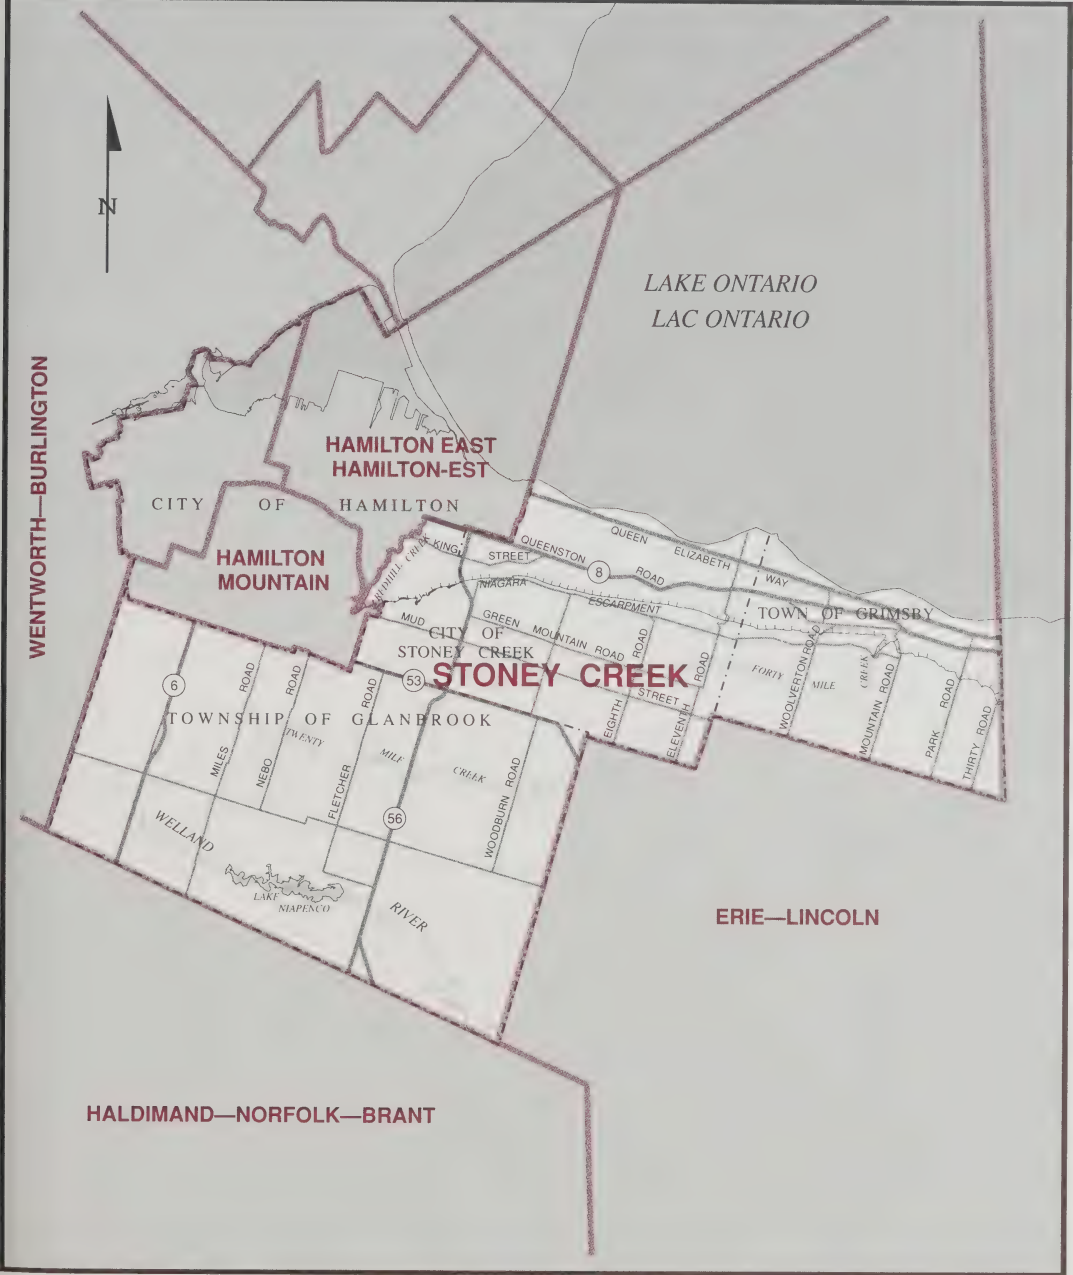 N
LAKE ONTARIO
LAC ONTARIO
WENTWORTH—BURLINGTON
HAMILTON EAST
HAMILTON-EST
CITY OF HAMILTON
HAMILTON
MOUNTAIN
REDHILL CREEK
KING
STREET
QUEENSTON
8
ROAD
QUEEN
ELIZABETH
WAY
NIAGARA
ESCARPMENT
TOWN OF GRIMSBY
MUD
CITY OF
STONEY CREEK
GREEN MOUNTAIN ROAD
STONEY CREEK
53
STREET
EIGHTH ROAD
ELEVENTH ROAD
FORTY
MILE
CREEK
WOOLVERTON ROAD
MOUNTAIN ROAD
PARK ROAD
THIRTY ROAD
6
TOWNSHIP OF GLANBROOK
MILES ROAD
NEBO ROAD
TWENTY
MILE
CREEK
FLETCHER ROAD
WOODBURN ROAD
56
WELLAND
RIVER
LAKE
NIAPENCO
ERIE—LINCOLN
HALDIMAND—NORFOLK—BRANT